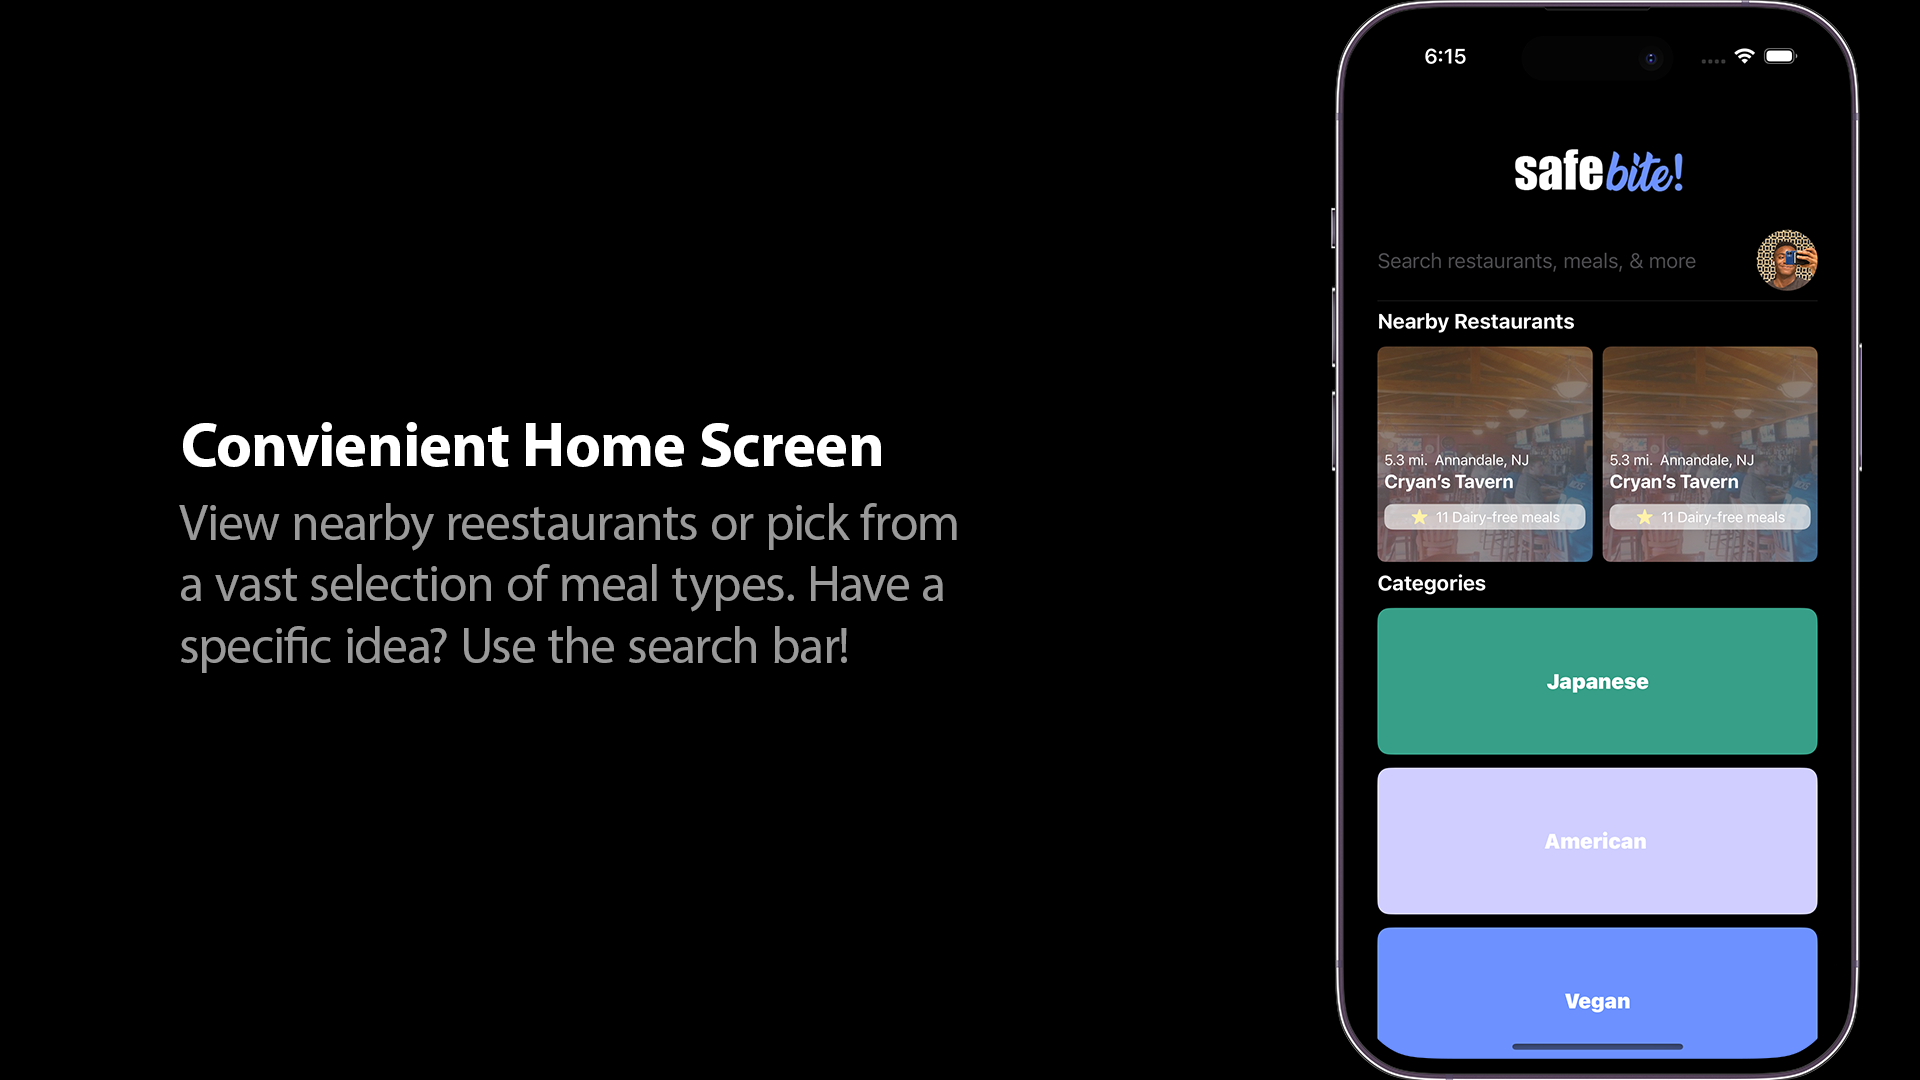 Convienient Home Screen
View nearby reestaurants or pick from
a vast selection of meal types. Have a
specific idea? Use the search bar!
6:15
safebite!
Search restaurants, meals, & more
Nearby Restaurants
5.3 mi. Annandale, NJ
Cryan's Tavern
11 Dairy-free meals
5.3 mi. Annandale, NJ
Cryan's Tavern
11 Dairy-free meals
Categories
Japanese
American
Vegan